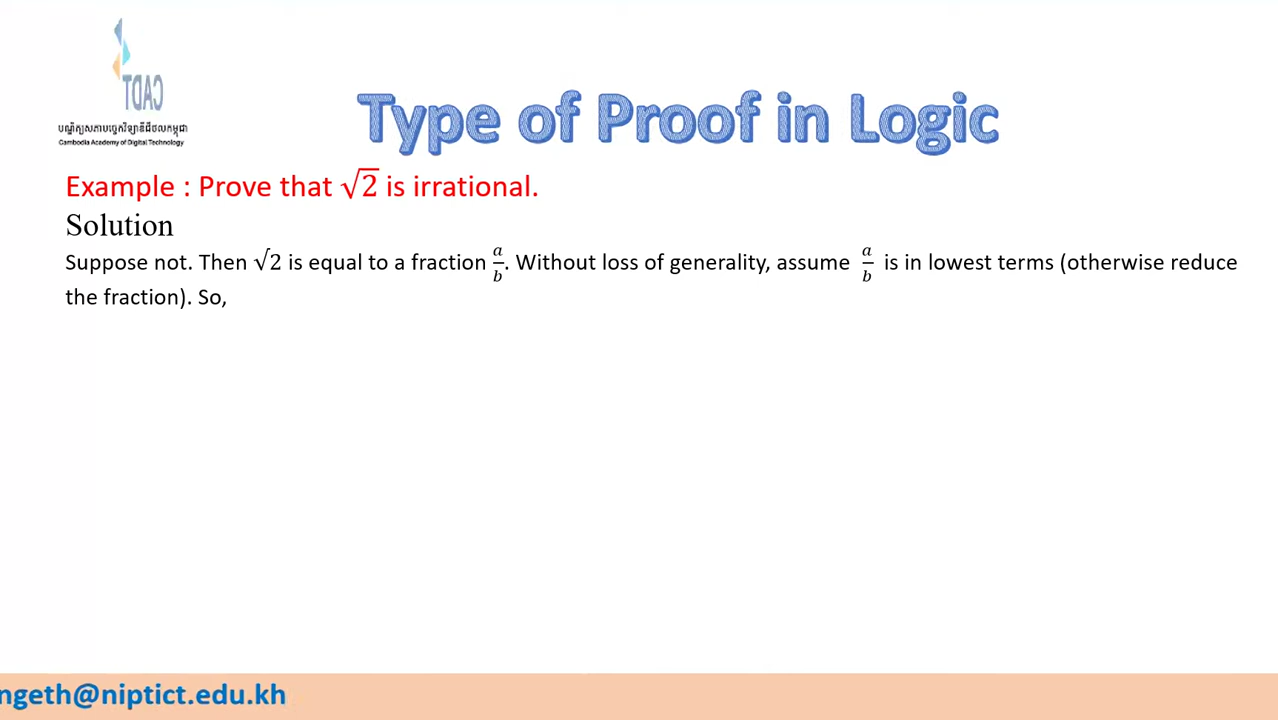 CADT
បណ្ឌិត្យសភាបច្ចេកវិទ្យាឌីជីថលកម្ពុជា
Cambodia Academy of Digital Technology
Type of Proof in Logic
Example : Prove that √2 is irrational.
Solution
Suppose not. Then √2 is equal to a fraction a/b. Without loss of generality, assume a/b is in lowest terms (otherwise reduce
the fraction). So,
ngeth@niptict.edu.kh